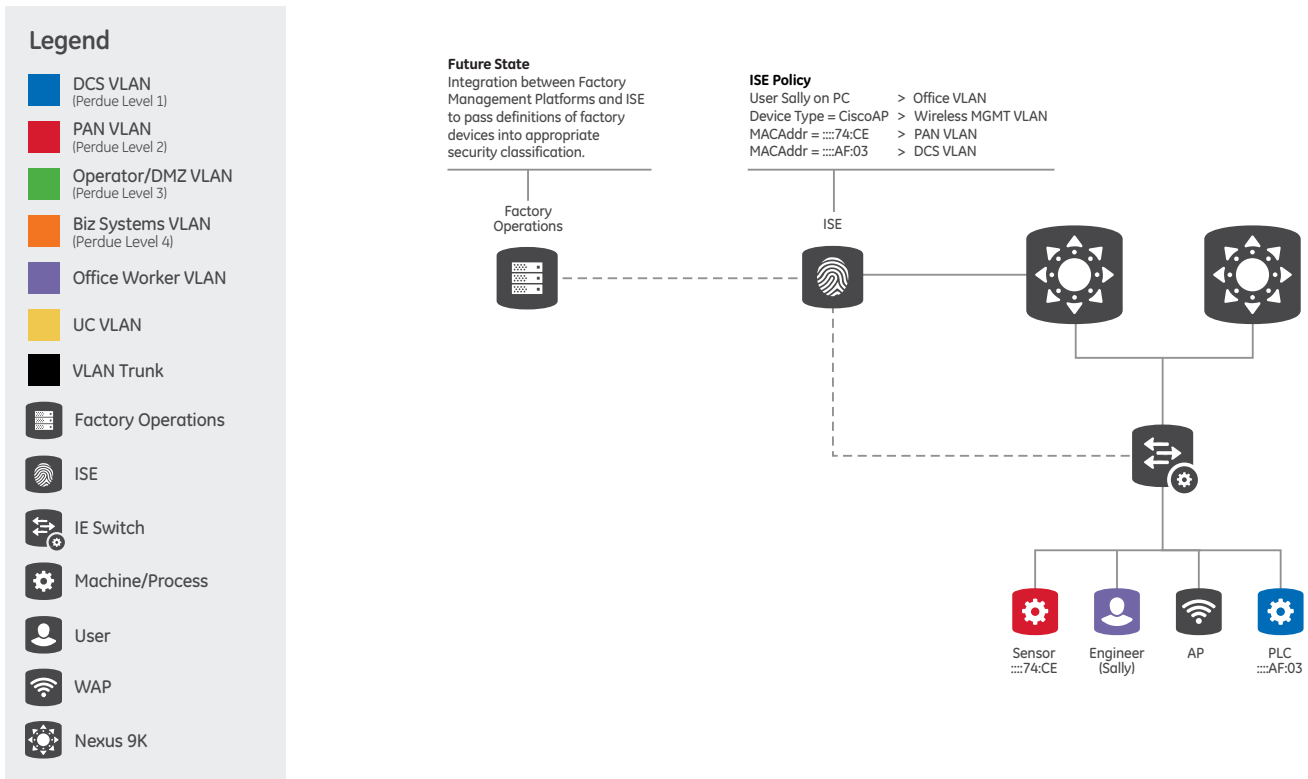 Legend
DCS VLAN
(Perdue Level 1)
PAN VLAN
(Perdue Level 2)
Operator/DMZ VLAN
(Perdue Level 3)
Biz Systems VLAN
(Perdue Level 4)
Office Worker VLAN
UC VLAN
VLAN Trunk
Factory Operations
ISE
IE Switch
Machine/Process
User
WAP
Nexus 9K
Future State
Integration between Factory
Management Platforms and ISE
to pass definitions of factory
devices into appropriate
security classification.
ISE Policy
User Sally on PC > Office VLAN
Device Type = CiscoAP > Wireless MGMT VLAN
MACAddr = ::::74:CE > PAN VLAN
MACAddr = ::::AF:03 > DCS VLAN
Factory
Operations
ISE
Sensor
::::74:CE
Engineer
(Sally)
AP
PLC
::::AF:03